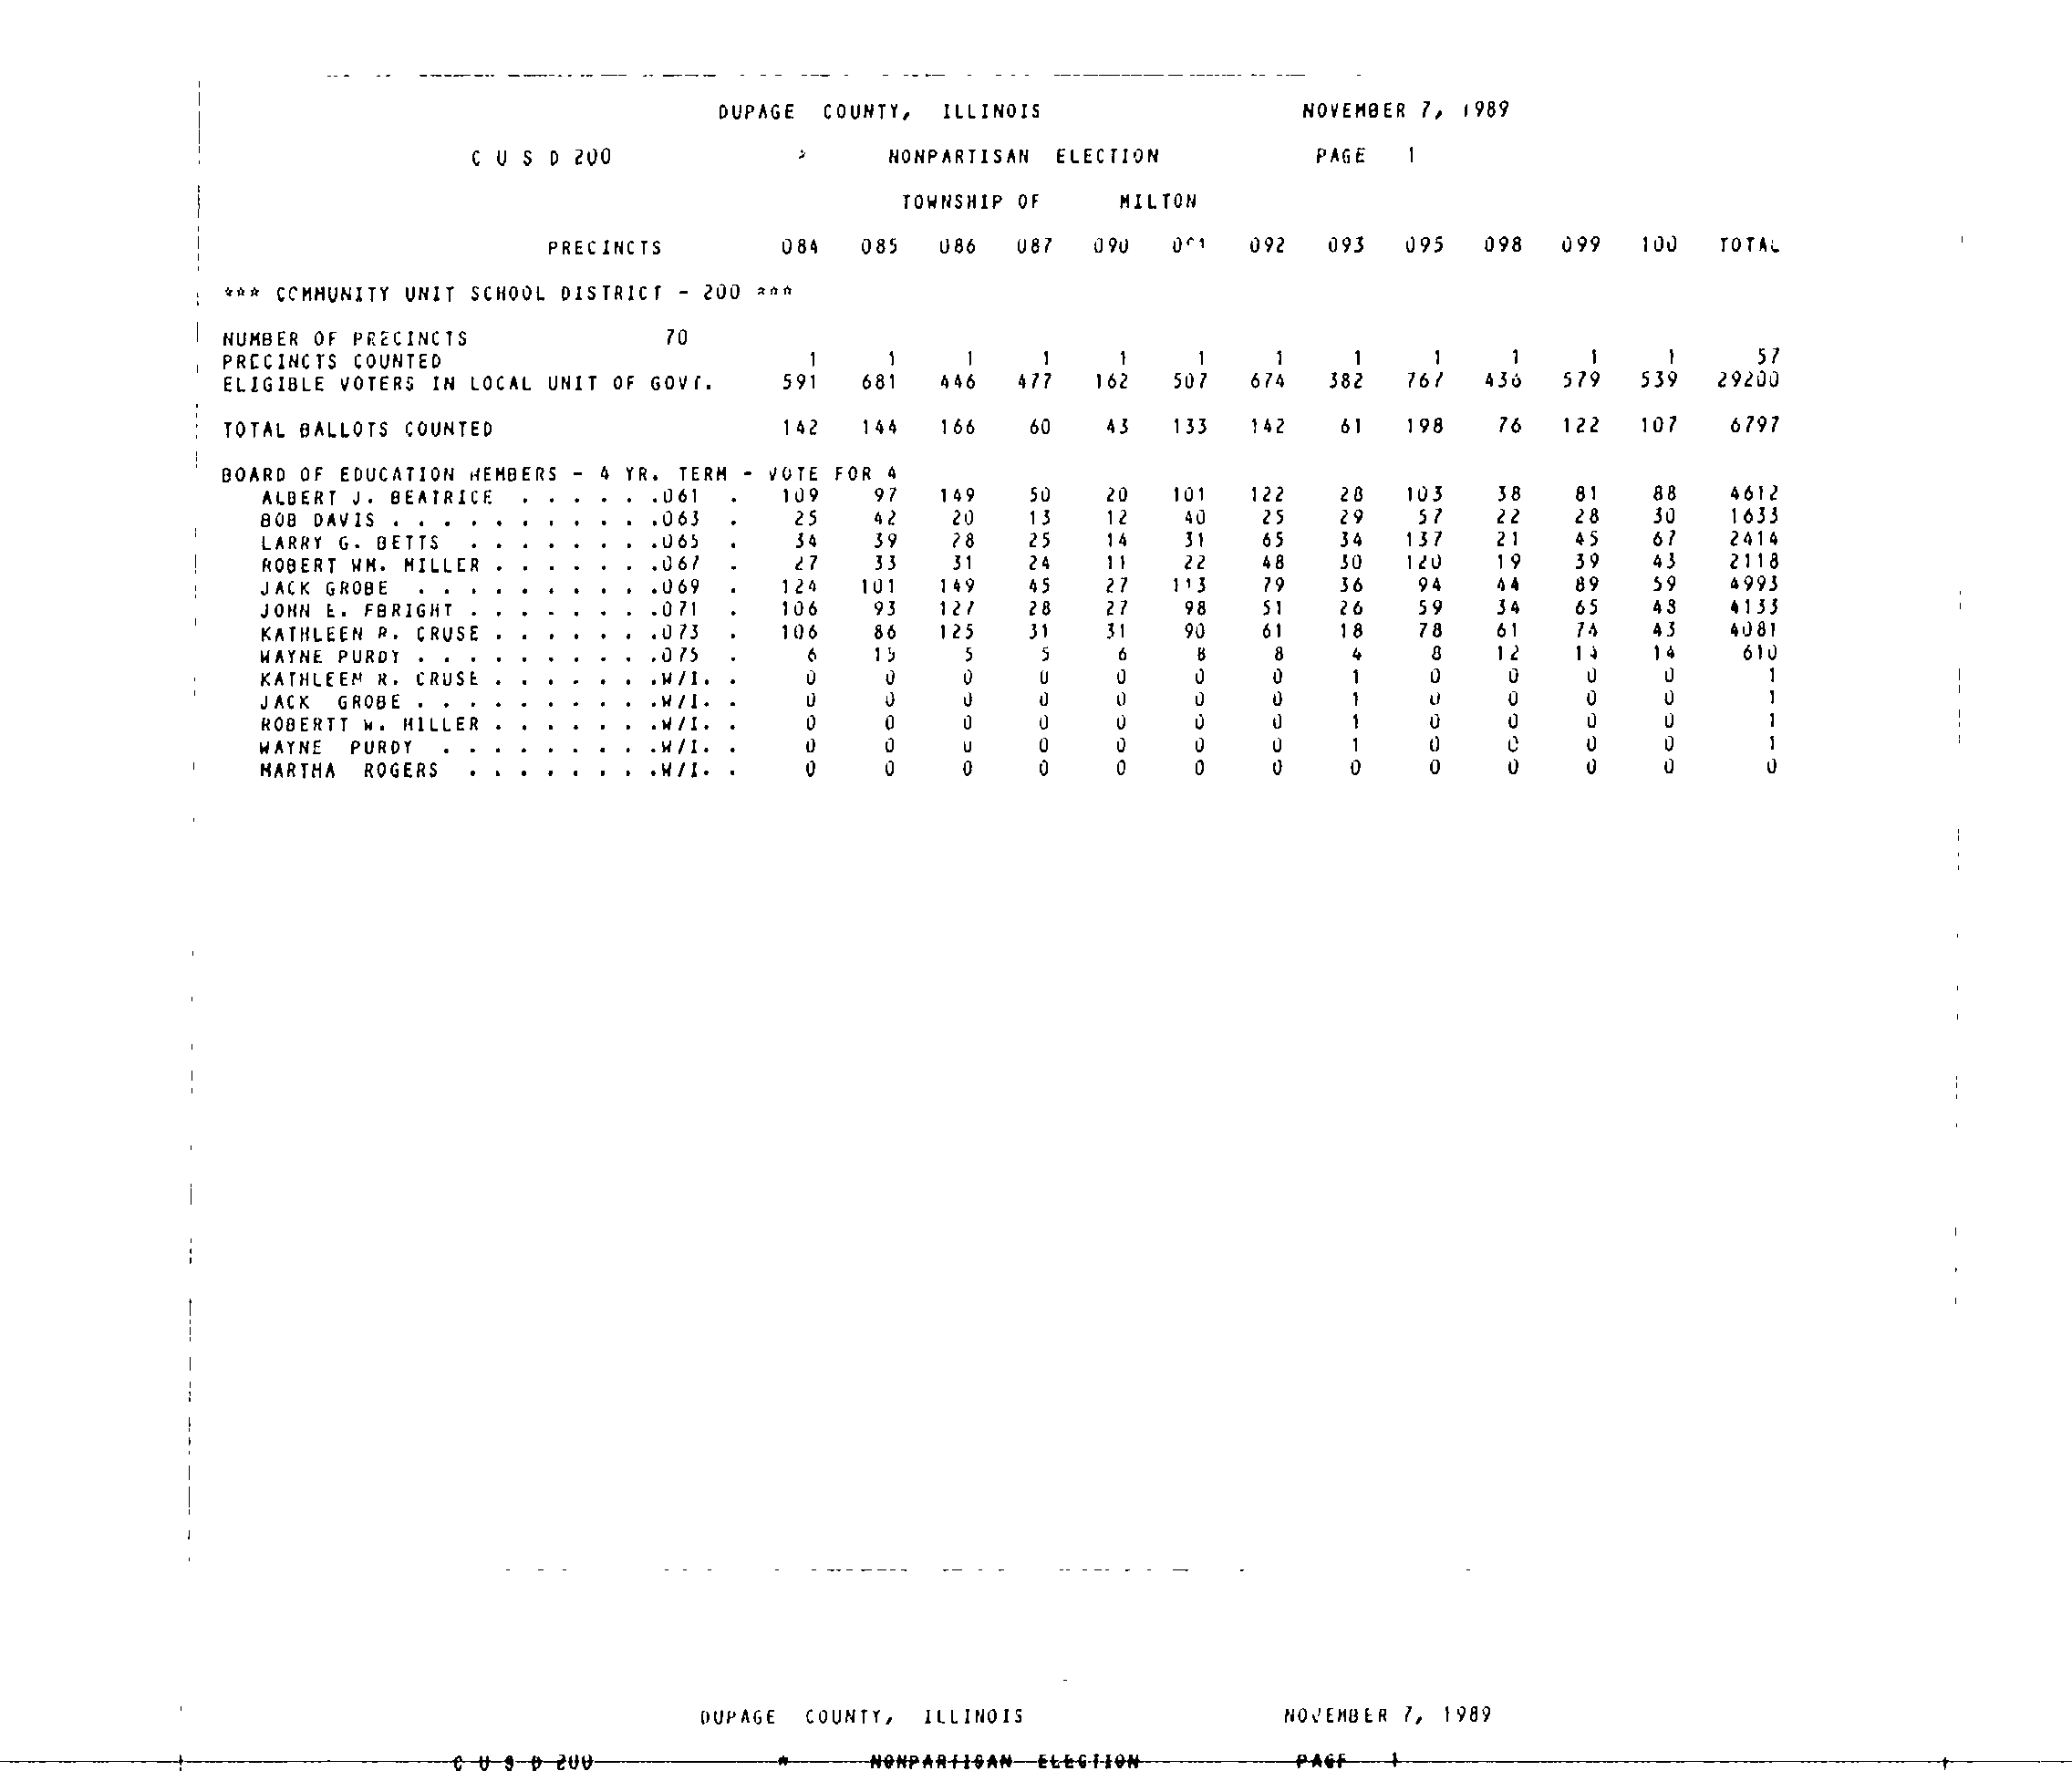 DUPAGE COUNTY, ILLINOIS NOVEMBER 7, 1989
C U S D 200 * NONPARTISAN ELECTION PAGE 1
TOWNSHIP OF MILTON
PRECINCTS 084 085 086 087 090 092 093 095 098 099 100 TOTAL
*** COMMUNITY UNIT SCHOOL DISTRICT - 200 ***
NUMBER OF PRECINCTS 70
PRECINCTS COUNTED 1 1 1 1 1 1 1 1 1 1 1 1 57
ELIGIBLE VOTERS IN LOCAL UNIT OF GOVT. 591 681 446 477 162 507 674 382 767 436 579 539 29200
TOTAL BALLOTS COUNTED 142 144 166 60 43 133 142 61 198 76 122 107 6797
BOARD OF EDUCATION MEMBERS - 4 YR. TERM - VOTE FOR 4
ALBERT J. BEATRICE . . . . . .061 . 109 97 149 50 20 101 122 28 103 38 81 88 4612
BOB DAVIS . . . . . . . . . . .063 . 25 42 20 13 12 40 25 29 57 22 28 30 1633
LARRY G. BETTS . . . . . . . .065 . 34 39 28 25 14 31 65 34 137 21 45 67 2414
ROBERT WM. MILLER . . . . . . .067 . 27 33 31 24 11 22 48 30 120 19 39 43 2118
JACK GROBE . . . . . . . . . .069 . 124 101 149 45 27 113 79 36 94 44 89 59 4993
JOHN E. FBRIGHT . . . . . . . .071 . 106 93 127 28 27 98 51 26 59 34 65 48 4133
KATHLEEN R. CRUSE . . . . . . .073 . 106 86 125 31 31 90 61 18 78 61 74 43 4081
WAYNE PURDY . . . . . . . . . .075 . 6 15 5 5 6 8 8 4 8 12 14 14 610
KATHLEEN R. CRUSE . . . . . . .W/I. . 0 0 0 0 0 0 0 1 0 0 0 0 1
JACK GROBE . . . . . . . . . .W/I. . 0 0 0 0 0 0 0 1 0 0 0 0 1
ROBERTT W. MILLER . . . . . . .W/I. . 0 0 0 0 0 0 0 1 0 0 0 0 1
WAYNE PURDY . . . . . . . . .W/I. . 0 0 0 0 0 0 0 1 0 0 0 0 1
MARTHA ROGERS . . . . . . . .W/I. . 0 0 0 0 0 0 0 0 0 0 0 0 0
DUPAGE COUNTY, ILLINOIS NOVEMBER 7, 1989
C U S D 200 * NONPARTISAN ELECTION PAGE 1